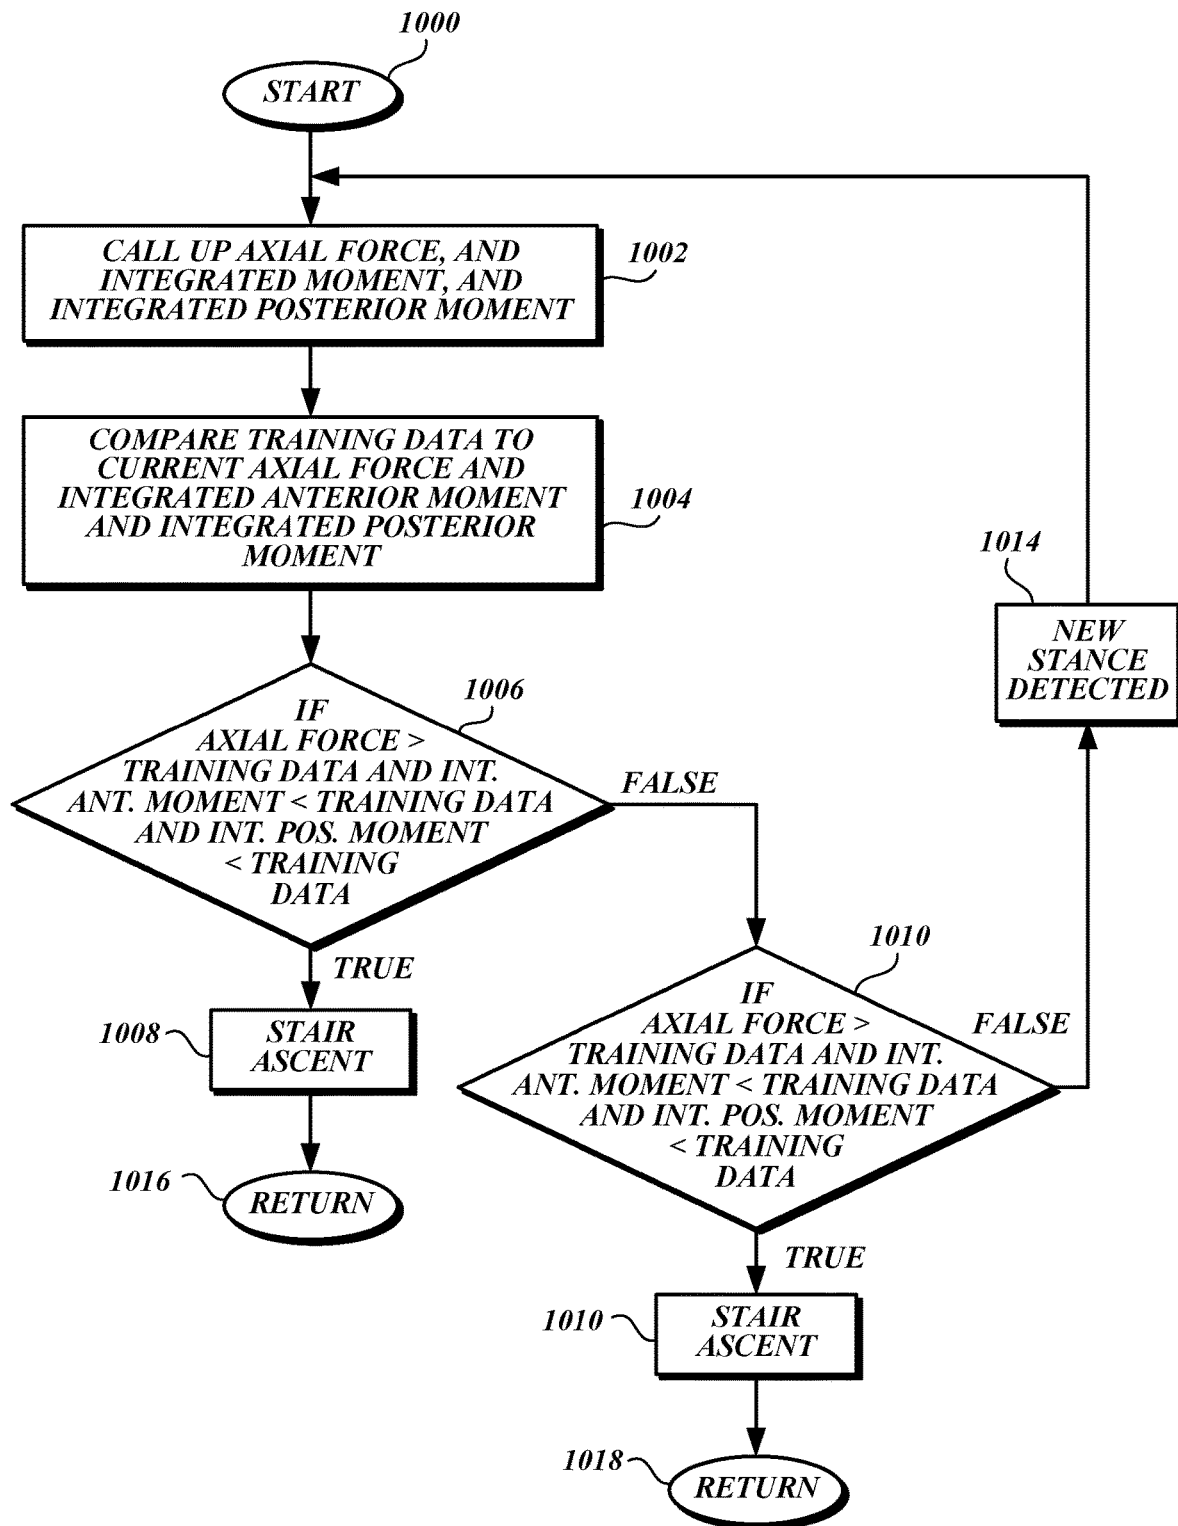 1000
START
CALL UP AXIAL FORCE, AND
INTEGRATED MOMENT, AND
INTEGRATED POSTERIOR MOMENT
1002
COMPARE TRAINING DATA TO
CURRENT AXIAL FORCE AND
INTEGRATED ANTERIOR MOMENT
AND INTEGRATED POSTERIOR
MOMENT
1004
1014
NEW
STANCE
DETECTED
1006
IF
AXIAL FORCE >
TRAINING DATA AND INT.
ANT. MOMENT < TRAINING DATA
AND INT. POS. MOMENT
< TRAINING
DATA
FALSE
TRUE
1008
STAIR
ASCENT
1016
RETURN
1010
IF
AXIAL FORCE >
TRAINING DATA AND INT.
ANT. MOMENT < TRAINING DATA
AND INT. POS. MOMENT
< TRAINING
DATA
FALSE
TRUE
1010
STAIR
ASCENT
1018
RETURN